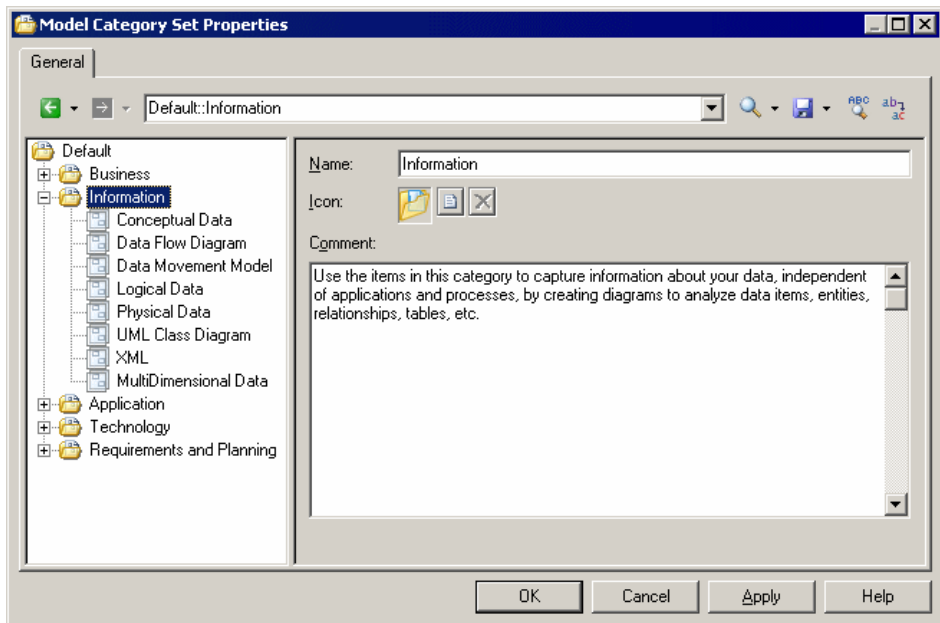 Model Category Set Properties
General
Default::Information
ABC
ab
ac
Default
Business
Information
Conceptual Data
Data Flow Diagram
Data Movement Model
Logical Data
Physical Data
UML Class Diagram
XML
MultiDimensional Data
Application
Technology
Requirements and Planning
Name:
Information
Icon:
Comment:
Use the items in this category to capture information about your data, independent
of applications and processes, by creating diagrams to analyze data items, entities,
relationships, tables, etc.
OK
Cancel
Apply
Help